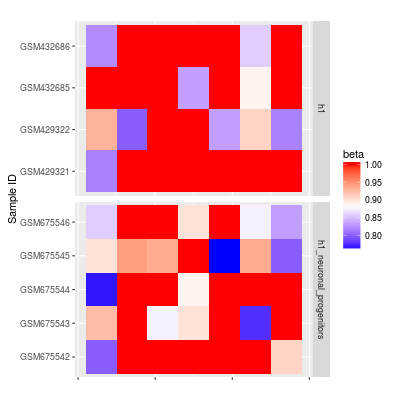 GSM432686
GSM432685
GSM429322
GSM429321
h1
GSM675546
GSM675545
GSM675544
GSM675543
GSM675542
h1_neuronal_progenitors
Sample ID
beta
1.00
0.95
0.90
0.85
0.80